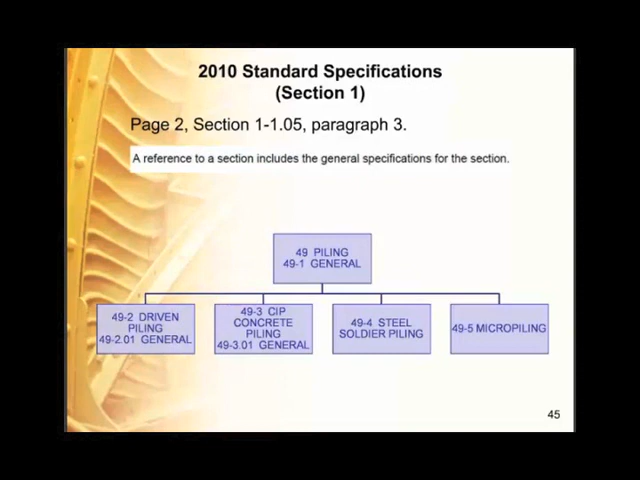 2010 Standard Specifications
(Section 1)
Page 2, Section 1-1.05, paragraph 3.
A reference to a section includes the general specifications for the section.
49 PILING
49-1 GENERAL
49-2 DRIVEN
PILING
49-2.01 GENERAL
49-3 CIP
CONCRETE
PILING
49-3.01 GENERAL
49-4 STEEL
SOLDIER PILING
49-5 MICROPILING
45